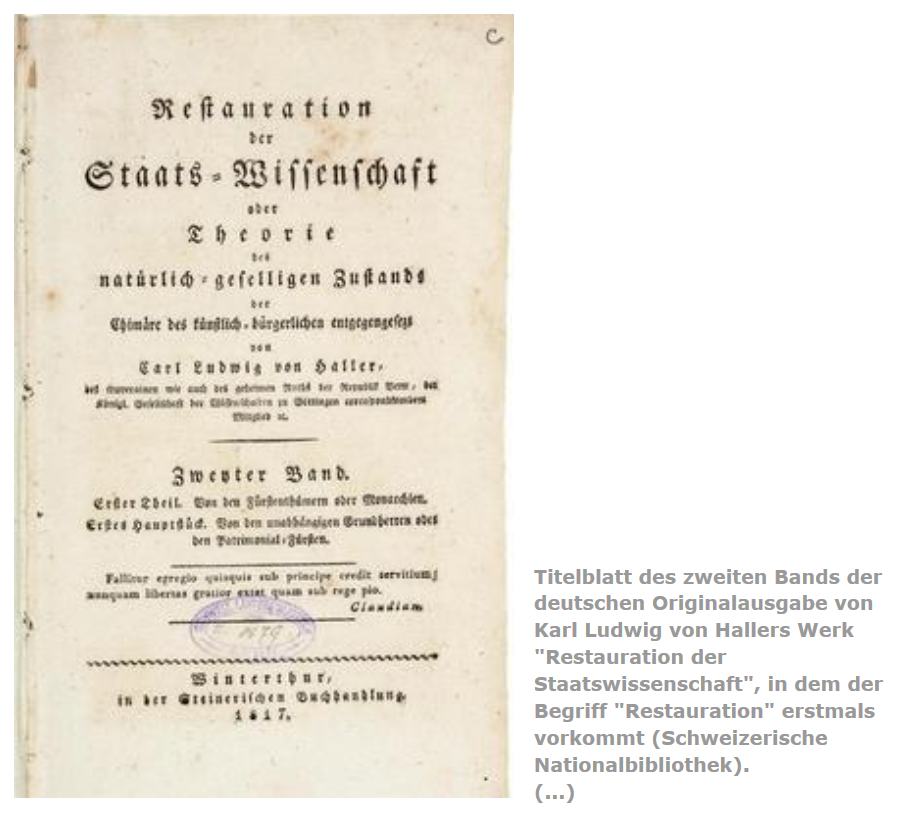 C
Restauration
der
Staats-Wissenschaft
oder
Theorie
des
natürlich-geselligen Zustands
der
Chimäre des künstlich-bürgerlichen entgegengesezt
von
Carl Ludwig von Haller,
des souverainen wie auch des geheimen Raths der Republik Bern, der
Königl. Gesellschaft der Wissenschaften zu Göttingen correspondirendem
Mitglied ꝛc.
Zweyter Band.
Erster Theil. Von den Fürstenthümern oder Monarchien.
Erstes Hauptstück. Von den unabhängigen Grundherren oder
den Patrimonial-Fürsten.
Fallitur egregio quisquis sub principe credit servitium;
nunquam libertas gratior extat quam sub rege pio.
Claudian
Winterthur,
in der Steinerischen Buchhandlung,
1817.
Titelblatt des zweiten Bands der
deutschen Originalausgabe von
Karl Ludwig von Hallers Werk
"Restauration der
Staatswissenschaft", in dem der
Begriff "Restauration" erstmals
vorkommt (Schweizerische
Nationalbibliothek).
(...)